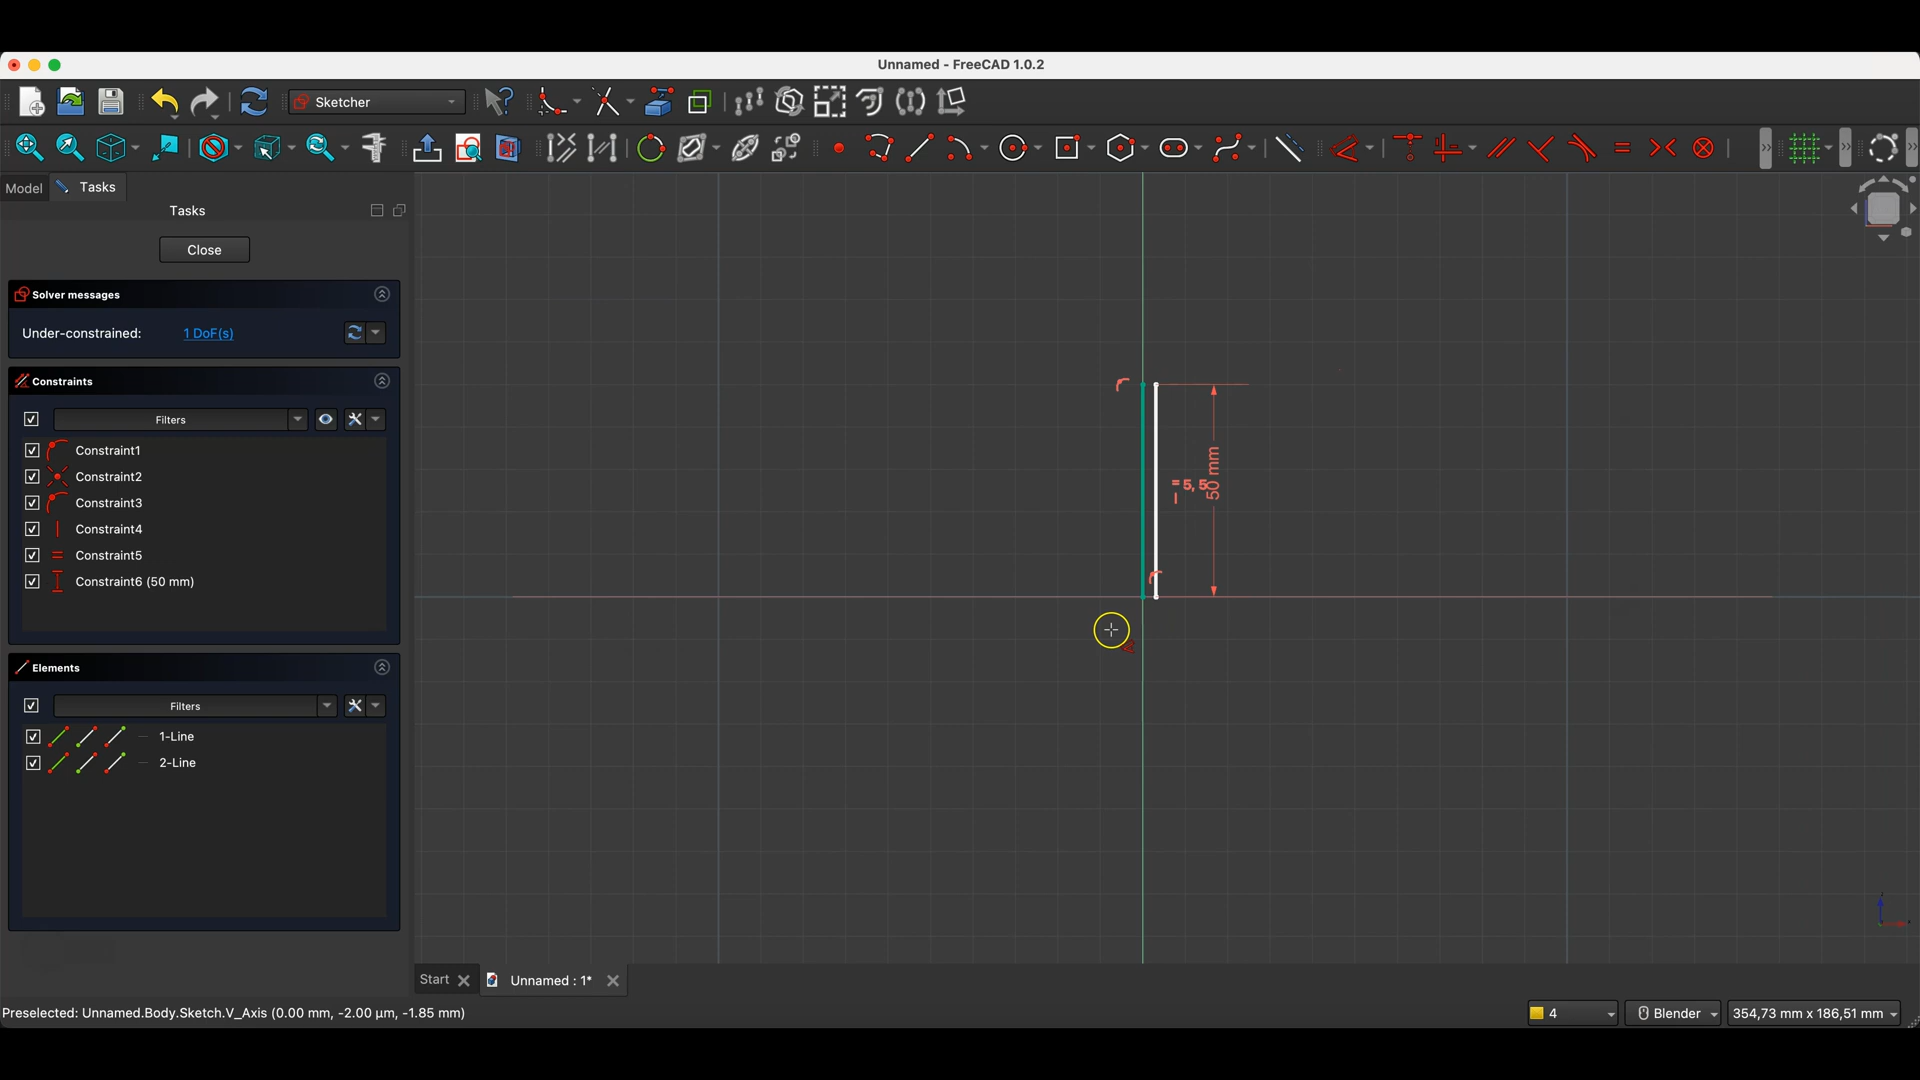 Unnamed - FreeCAD 1.0.2
Sketcher
Model
Tasks
Tasks
Close
Solver messages
Under-constrained:
1 DoF(s)
Constraints
Filters
Constraint1
Constraint2
Constraint3
Constraint4
Constraint5
Constraint6 (50 mm)
Elements
Filters
1-Line
2-Line
= 5, 5
50 mm
Start
Unnamed : 1*
Preselected: Unnamed.Body.Sketch.V_Axis (0.00 mm, -2.00 µm, -1.85 mm)
4
Blender
354,73 mm x 186,51 mm